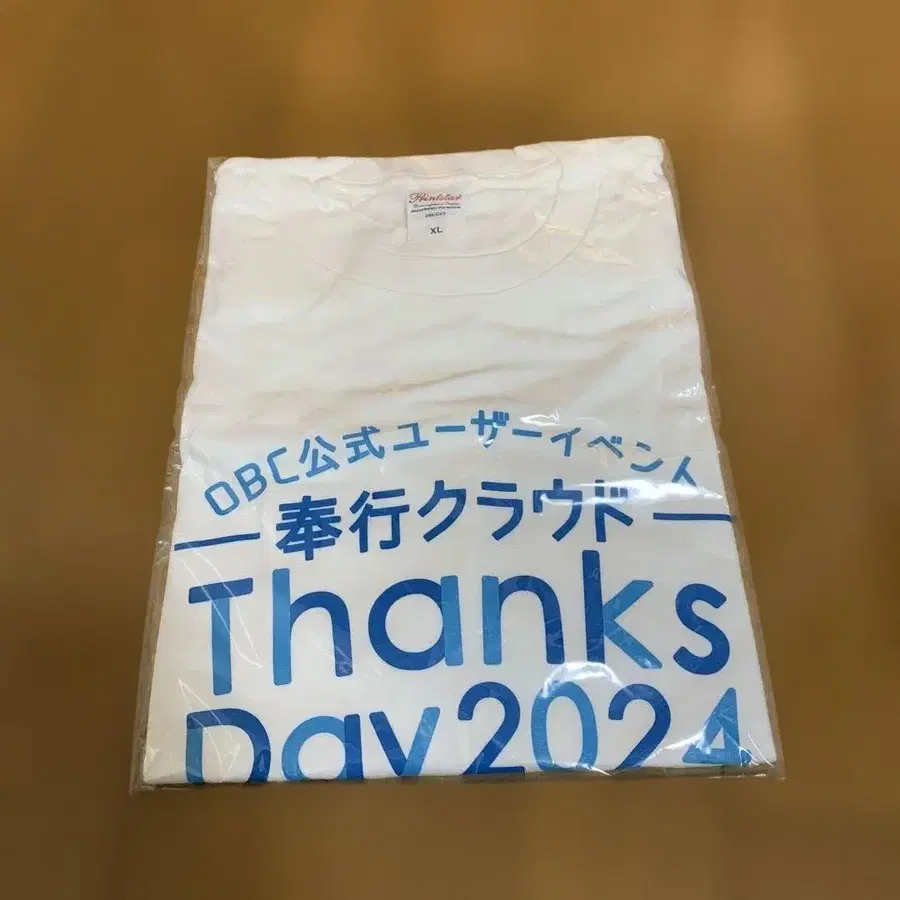 Printstar
XL
OBC公式ユーザーイベント
奉行クラウド
Thanks
Day2024